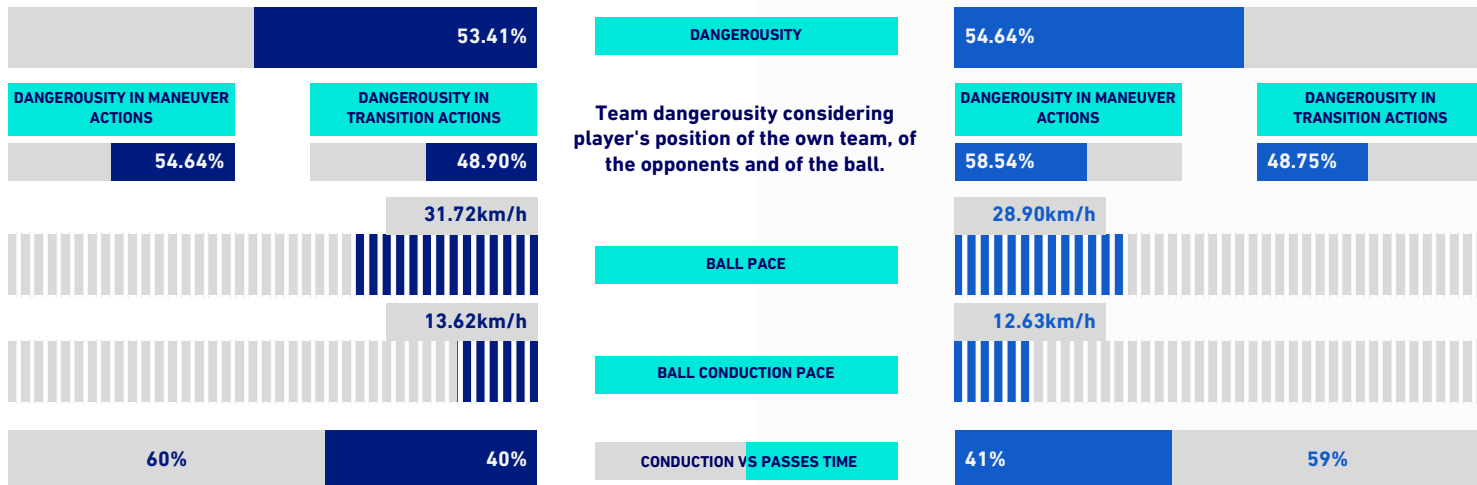 53.41%
DANGEROUSITY
54.64%
DANGEROUSITY IN MANEUVER
ACTIONS
DANGEROUSITY IN
TRANSITION ACTIONS
54.64%
48.90%
Team dangerousity considering
player's position of the own team, of
the opponents and of the ball.
DANGEROUSITY IN MANEUVER
ACTIONS
DANGEROUSITY IN
TRANSITION ACTIONS
58.54%
48.75%
31.72km/h
BALL PACE
28.90km/h
13.62km/h
BALL CONDUCTION PACE
12.63km/h
60%
40%
CONDUCTION VS PASSES TIME
41%
59%